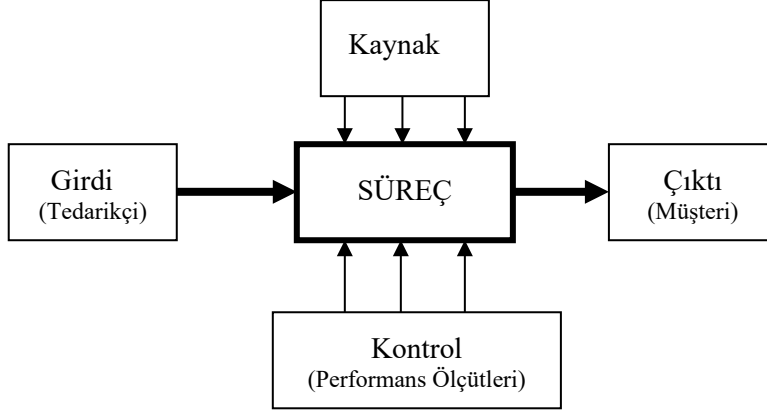 Kaynak
Girdi
(Tedarikçi)
SÜREÇ
Çıktı
(Müşteri)
Kontrol
(Performans Ölçütleri)